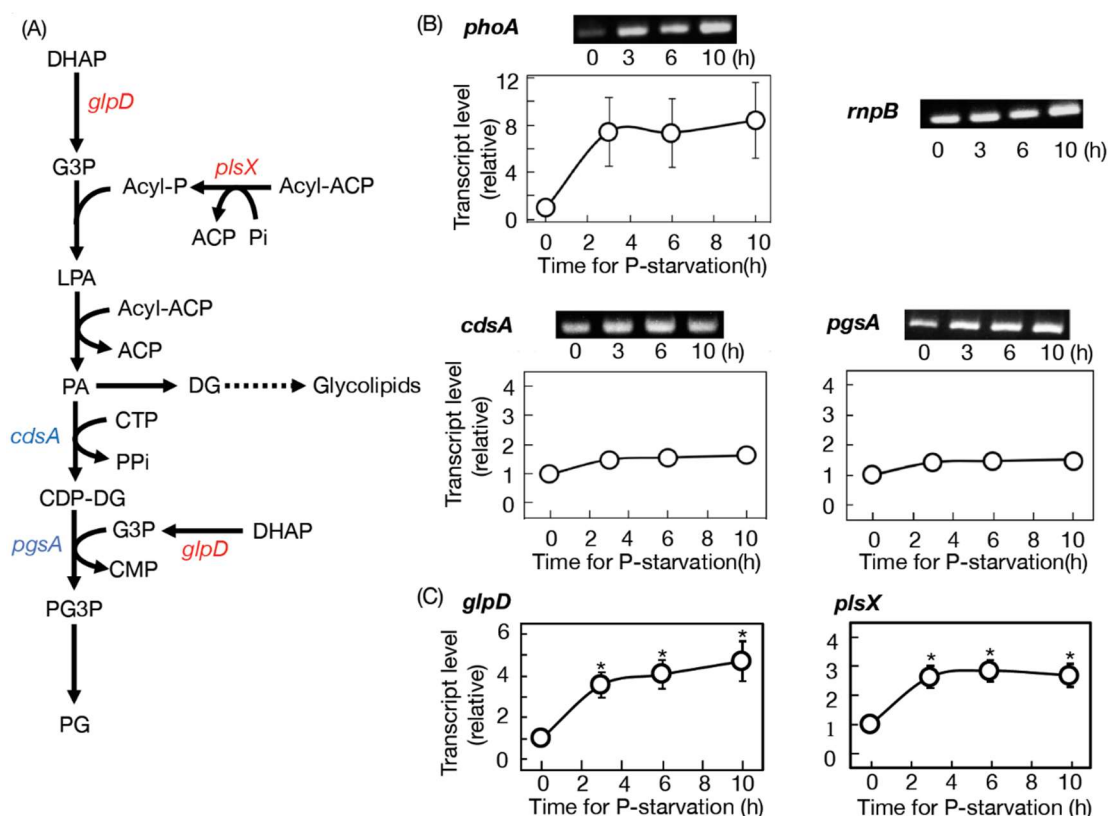 (A)
DHAP
glpD
G3P
Acyl-P
plsX
Acyl-ACP
ACP Pi
LPA
Acyl-ACP
ACP
PA
DG
Glycolipids
cdsA
CTP
PPi
CDP-DG
pgsA
G3P
glpD
DHAP
CMP
PG3P
PG
(B)
phoA
0 3 6 10 (h)
Transcript level
(relative)
12
8
4
0
0 2 4 6 8 10
Time for P-starvation(h)
rnpB
0 3 6 10 (h)
cdsA
0 3 6 10 (h)
Transcript level
(relative)
4
3
2
1
0
0 2 4 6 8 10
Time for P-starvation(h)
pgsA
0 3 6 10 (h)
4
3
2
1
0
0 2 4 6 8 10
Time for P-starvation(h)
(C)
glpD
Transcript level
(relative)
6
4
2
0
* * *
0 2 4 6 8 10
Time for P-starvation (h)
plsX
4
3
2
1
0
* * *
0 2 4 6 8 10
Time for P-starvation (h)